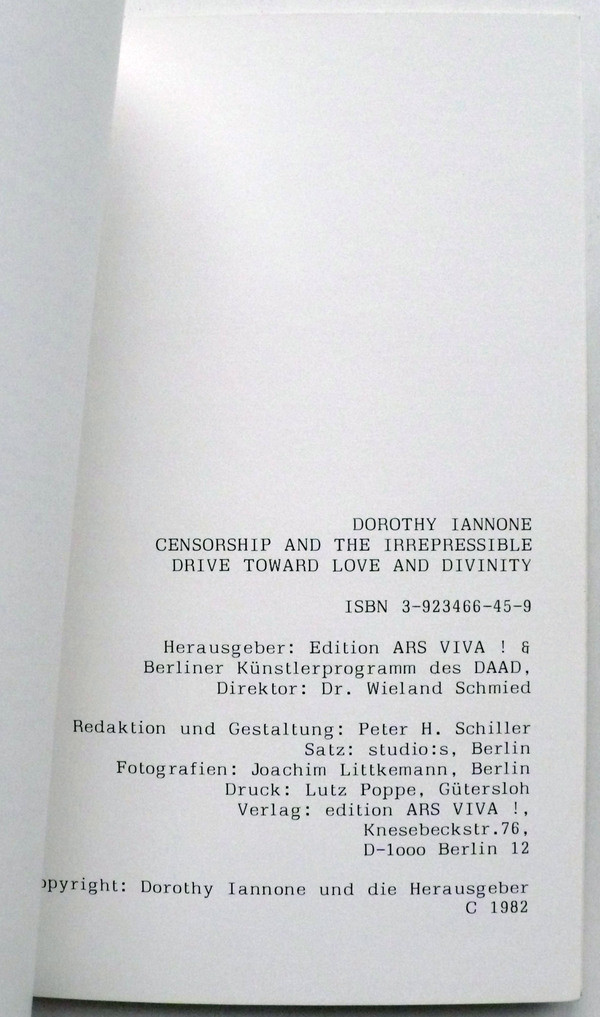 DOROTHY IANNONE
CENSORSHIP AND THE IRREPRESSIBLE
DRIVE TOWARD LOVE AND DIVINITY
ISBN 3-923466-45-9
Herausgeber: Edition ARS VIVA ! &
Berliner Künstlerprogramm des DAAD,
Direktor: Dr. Wieland Schmied
Redaktion und Gestaltung: Peter H. Schiller
Satz: studio:s, Berlin
Fotografien: Joachim Littkemann, Berlin
Druck: Lutz Poppe, Gütersloh
Verlag: edition ARS VIVA !,
Knesebeckstr.76,
D-1ooo Berlin 12
opyright: Dorothy Iannone und die Herausgeber
C 1982